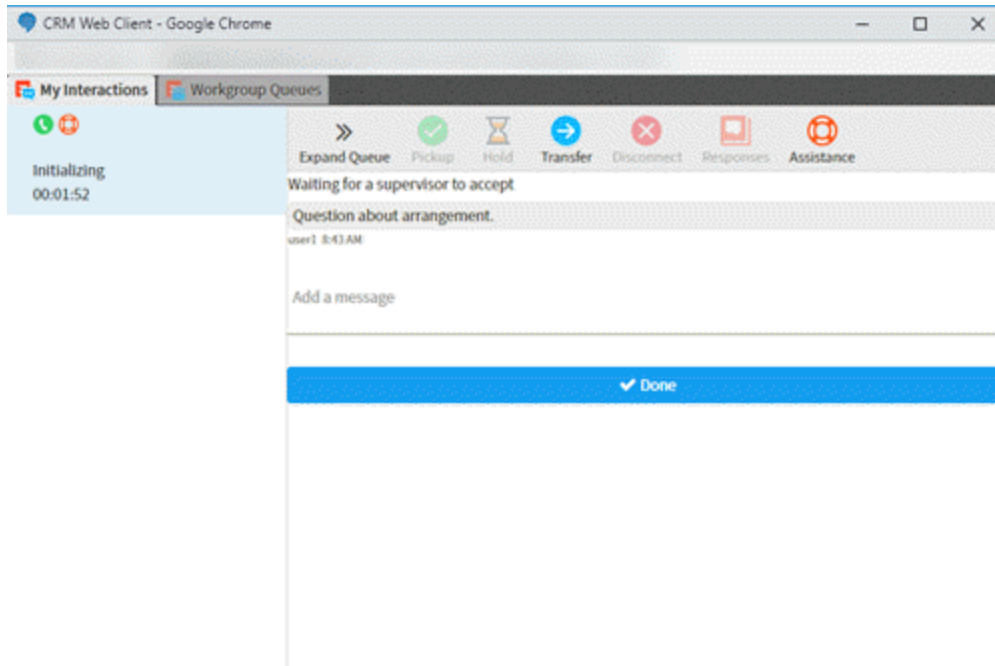 CRM Web Client - Google Chrome
My Interactions Workgroup Queues
Initializing
00:01:52
Expand Queue Pickup Hold Transfer Disconnect Responses Assistance
Waiting for a supervisor to accept
Question about arrangement.
user1 8:43 AM
Add a message
Done